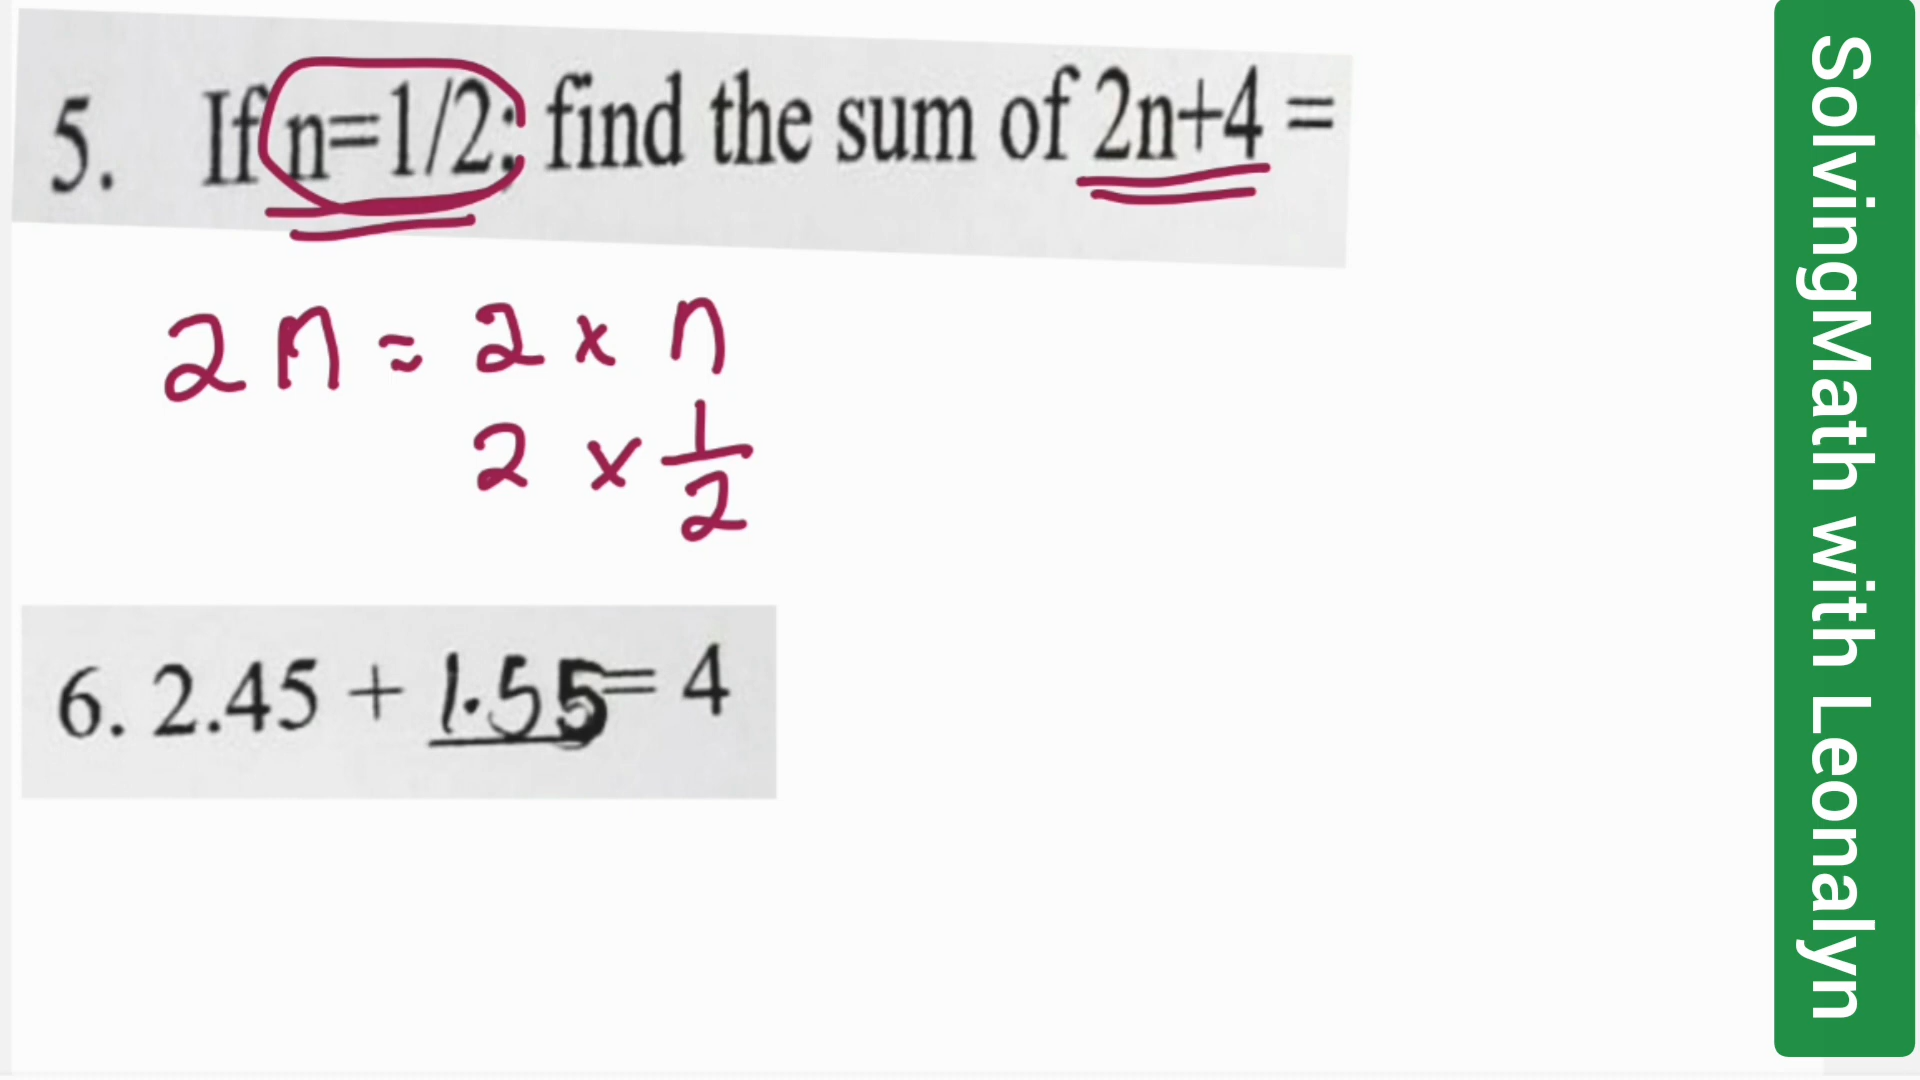 5. If n=1/2; find the sum of 2n+4 =
2n = 2 x n
2 x 1/2
6. 2.45 + 1.55 = 4
SolvingMath with Leonalyn